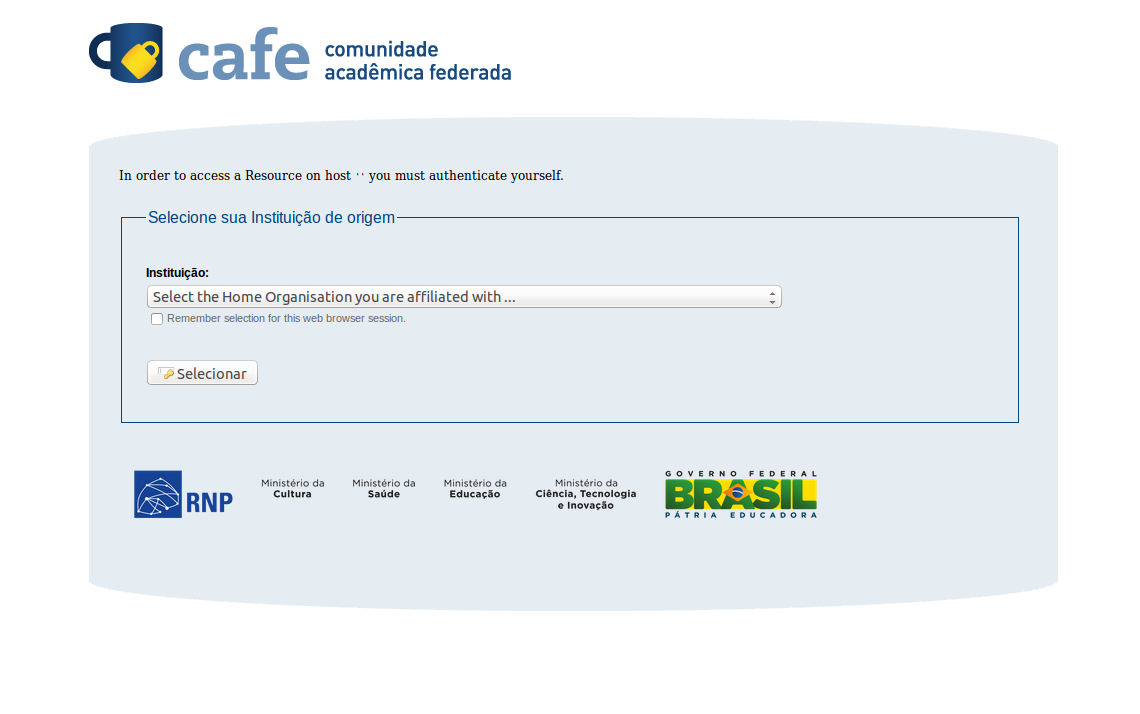 cafe comunidade
acadêmica federada
In order to access a Resource on host '' you must authenticate yourself.
Selecione sua Instituição de origem
Instituição:
Select the Home Organisation you are affiliated with ...
Remember selection for this web browser session.
Selecionar
RNP
Ministério da
Cultura
Ministério da
Saúde
Ministério da
Educação
Ministério da
Ciência, Tecnologia
e Inovação
GOVERNO FEDERAL
BRASIL
PÁTRIA EDUCADORA